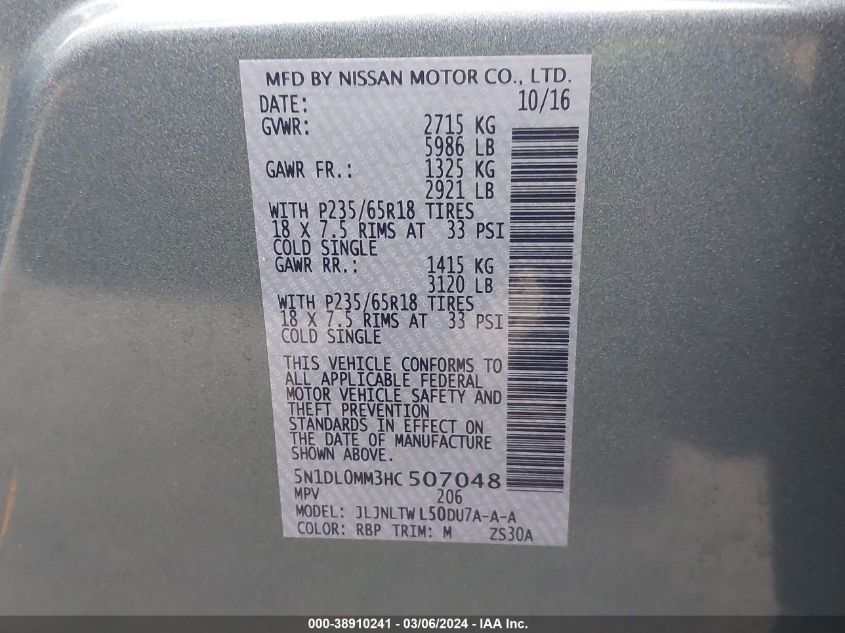 MFD BY NISSAN MOTOR CO., LTD.
DATE: 10/16
GVWR: 2715 KG
5986 LB
GAWR FR.: 1325 KG
2921 LB
WITH P235/65R18 TIRES
18 X 7.5 RIMS AT 33 PSI
COLD SINGLE
GAWR RR.: 1415 KG
3120 LB
WITH P235/65R18 TIRES
18 X 7.5 RIMS AT 33 PSI
COLD SINGLE
THIS VEHICLE CONFORMS TO
ALL APPLICABLE FEDERAL
MOTOR VEHICLE SAFETY AND
THEFT PREVENTION
STANDARDS IN EFFECT ON
THE DATE OF MANUFACTURE
SHOWN ABOVE.
5N1DL0MM3HC507048
MPV 206
MODEL: JLJNLTWL50DU7A-A-A
COLOR: RBP TRIM: M ZS30A
000-38910241 - 03/06/2024 - IAA Inc.